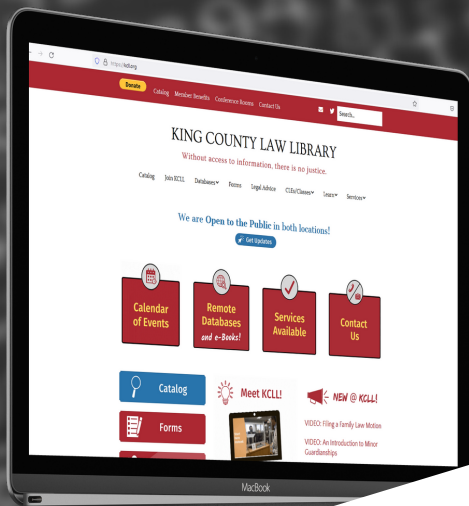 https://kcll.org
Donate
Catalog Member Benefits Conference Rooms Contact Us
Search...
KING COUNTY LAW LIBRARY
Without access to information, there is no justice.
Catalog Join KCLL Databases Forms Legal Advice CLEs/Classes Learn Services
We are Open to the Public in both locations!
Get Updates
Calendar
of Events
Remote
Databases
and e-Books!
Services
Available
Contact
Us
Catalog
Forms
Meet KCLL!
NEW @ KCLL!
VIDEO: Filing a Family Law Motion
VIDEO: An Introduction to Minor
Guardianships
MacBook